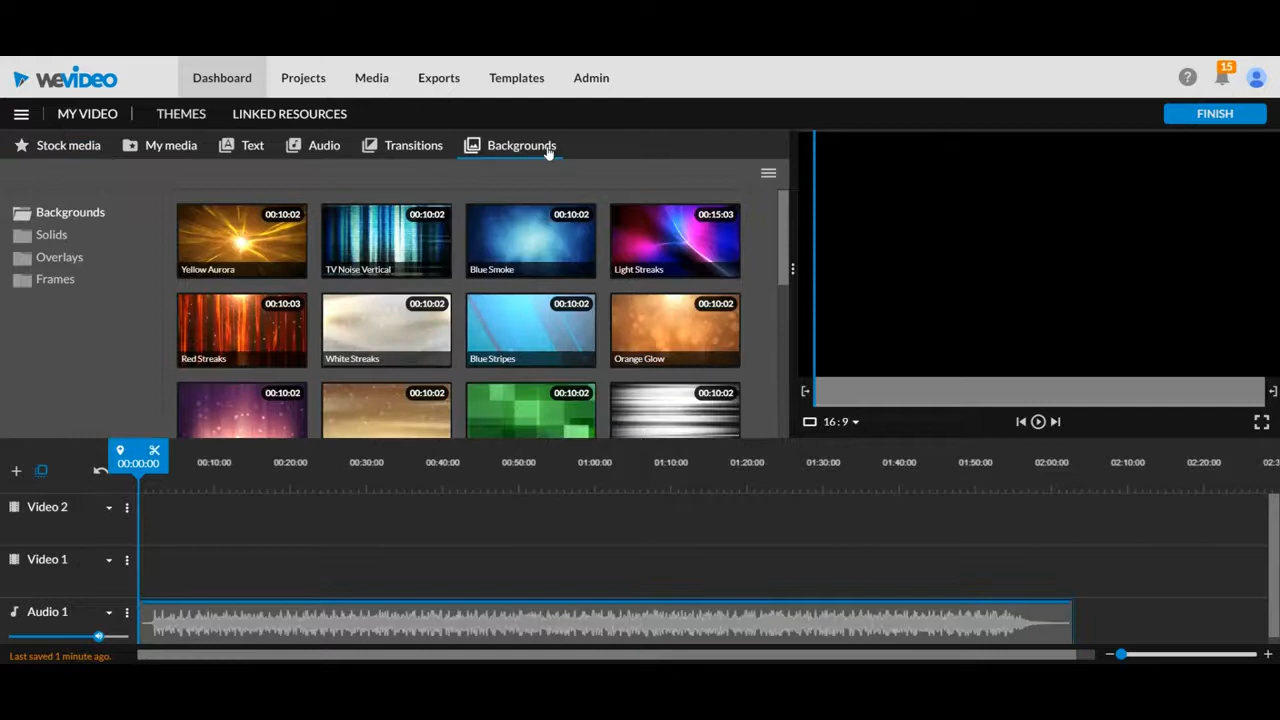 wevideo Dashboard Projects Media Exports Templates Admin 15
MY VIDEO THEMES LINKED RESOURCES FINISH
Stock media My media Text Audio Transitions Backgrounds
Backgrounds
Solids
Overlays
Frames
00:10:02 00:10:02 00:10:02 00:15:03
Yellow Aurora TV Noise Vertical Blue Smoke Light Streaks
00:10:03 00:10:02 00:10:02 00:10:02
Red Streaks White Streaks Blue Stripes Orange Glow
00:10:02 00:10:02 00:10:02 00:10:02
16:9
00:00:00 00:10:00 00:20:00 00:30:00 00:40:00 00:50:00 01:00:00 01:10:00 01:20:00 01:30:00 01:40:00 01:50:00 02:00:00 02:10:00 02:20:00
Video 2
Video 1
Audio 1
Last saved 1 minute ago.